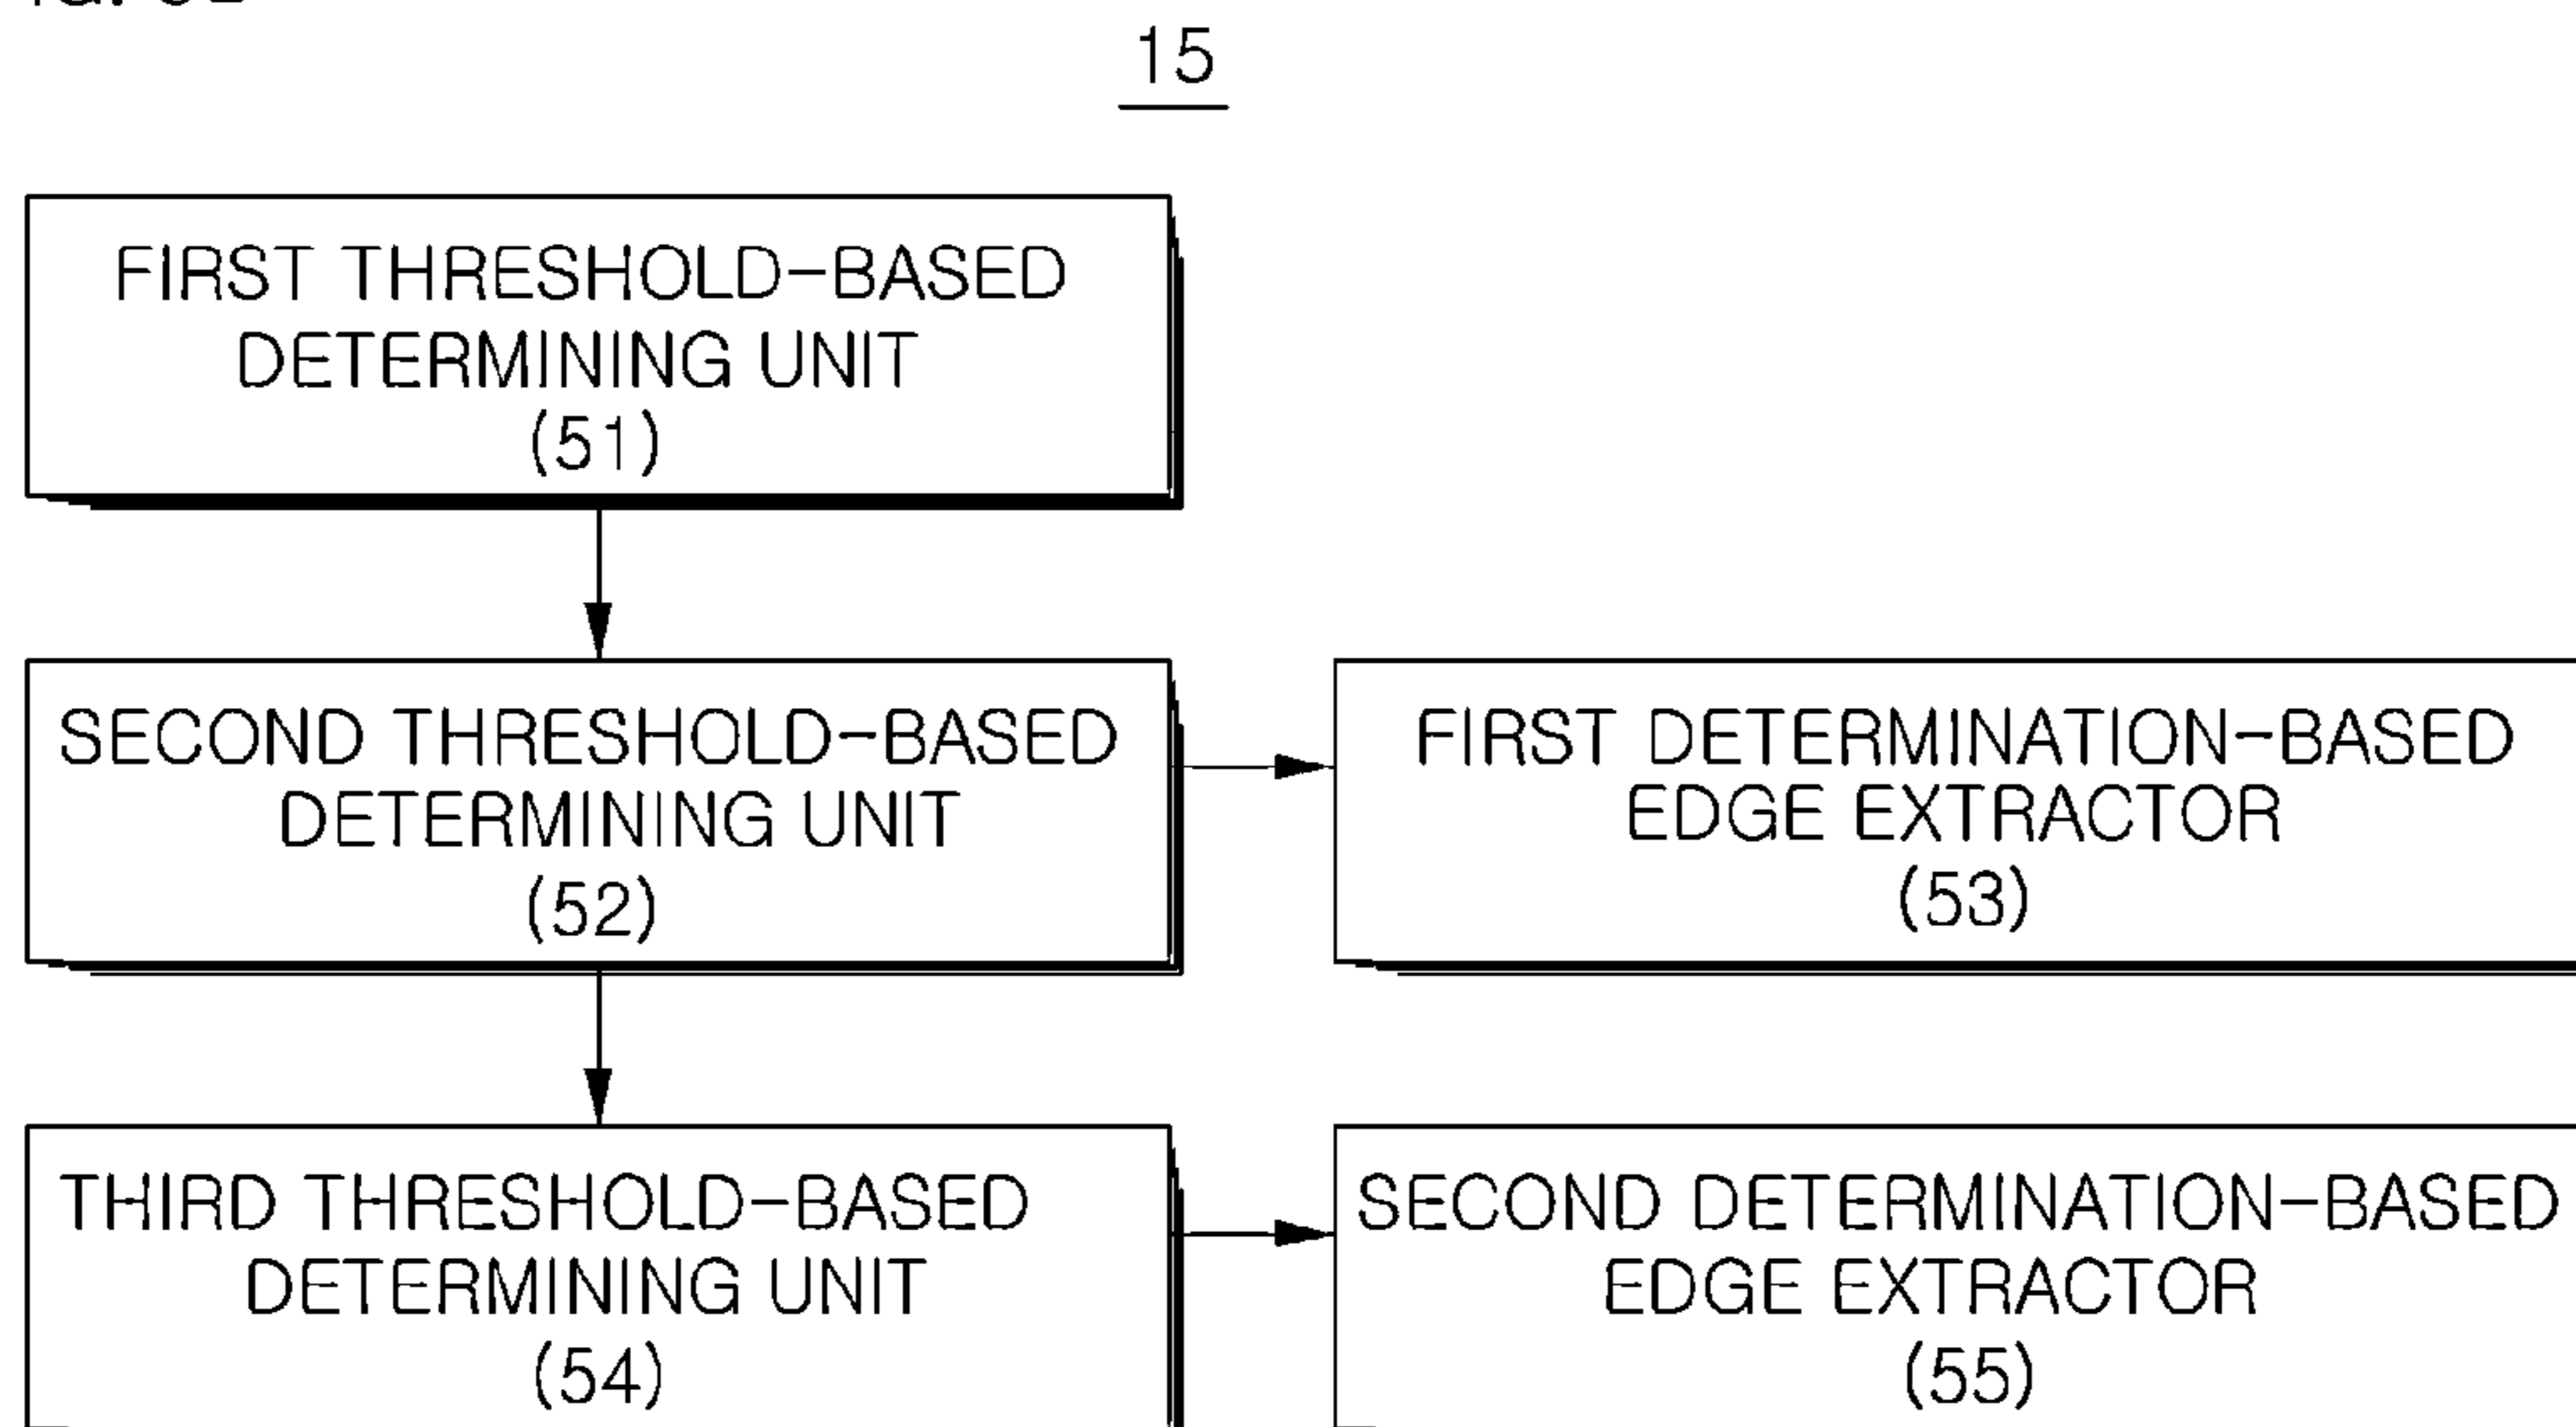 15
FIRST THRESHOLD-BASED
DETERMINING UNIT
(51)
SECOND THRESHOLD-BASED
DETERMINING UNIT
(52)
FIRST DETERMINATION-BASED
EDGE EXTRACTOR
(53)
THIRD THRESHOLD-BASED
DETERMINING UNIT
(54)
SECOND DETERMINATION-BASED
EDGE EXTRACTOR
(55)